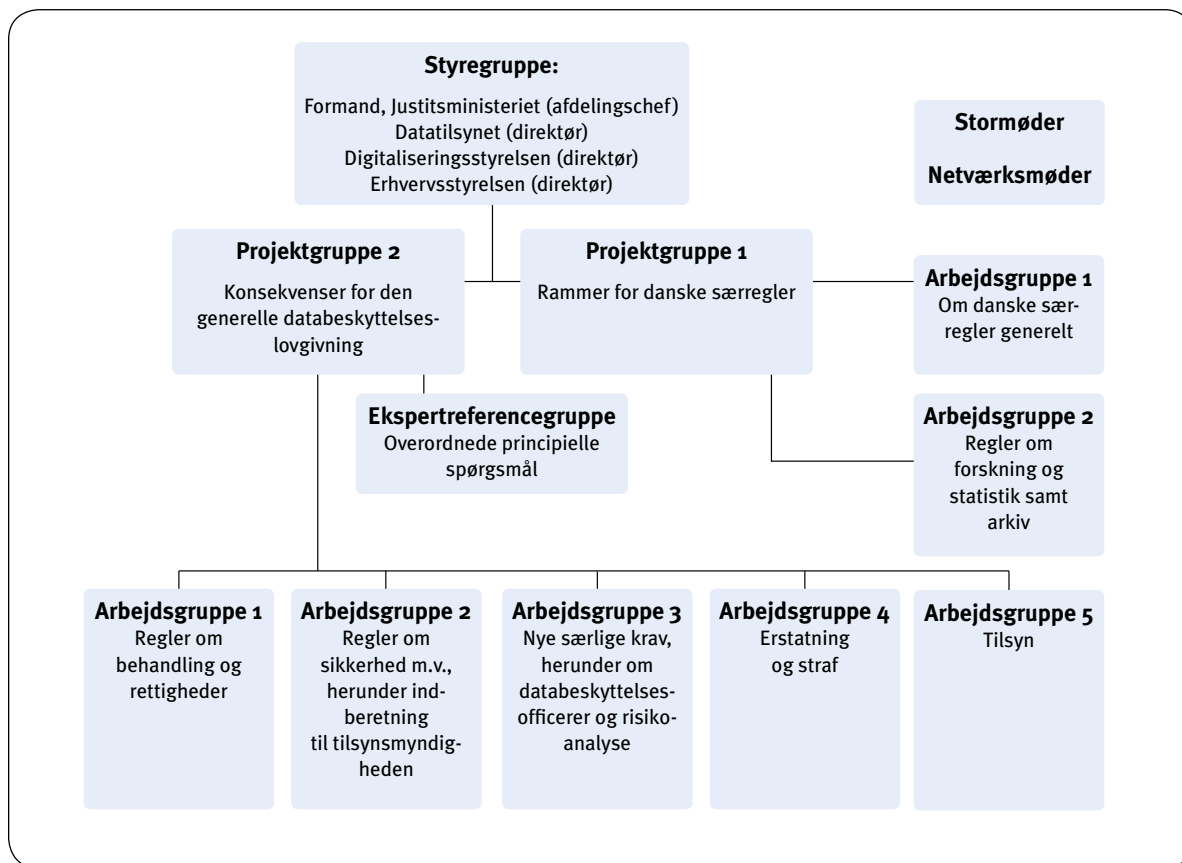 Styregruppe:
Formand, Justitsministeriet (afdelingschef)
Datatilsynet (direktør)
Digitaliseringsstyrelsen (direktør)
Erhvervsstyrelsen (direktør)
Stormøder
Netværksmøder
Projektgruppe 2
Konsekvenser for den
generelle databeskyttelses-
lovgivning
Projektgruppe 1
Rammer for danske særregler
Arbejdsgruppe 1
Om danske sær-
regler generelt
Ekspertreferencegruppe
Overordnede principielle
spørgsmål
Arbejdsgruppe 2
Regler om
forskning og
statistik samt
arkiv
Arbejdsgruppe 1
Regler om
behandling og
rettigheder
Arbejdsgruppe 2
Regler om
sikkerhed m.v.,
herunder ind-
beretning
til tilsynsmyndig-
heden
Arbejdsgruppe 3
Nye særlige krav,
herunder om
databeskyttelses-
officerer og risiko-
analyse
Arbejdsgruppe 4
Erstatning
og straf
Arbejdsgruppe 5
Tilsyn